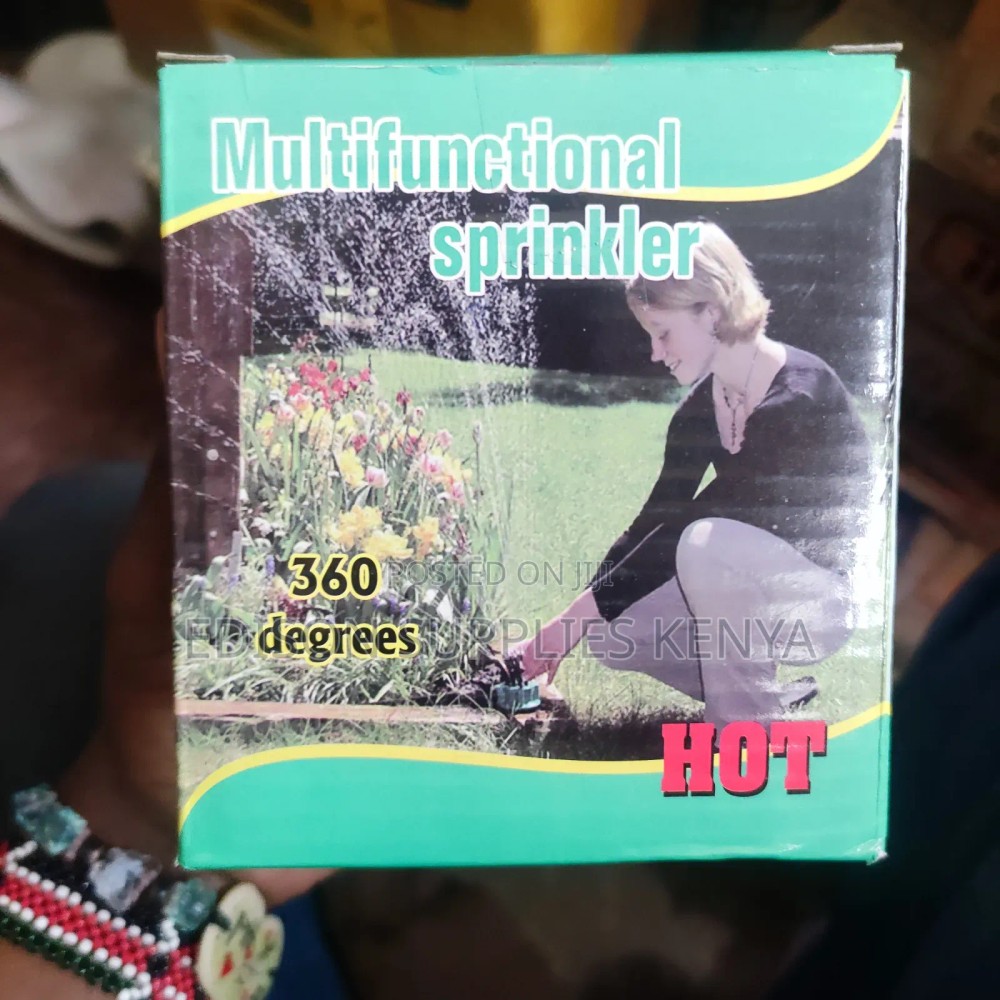 Multifunctional
sprinkler
360
degrees
POSTED ON JIJI
SUPPLIES KENYA
HOT